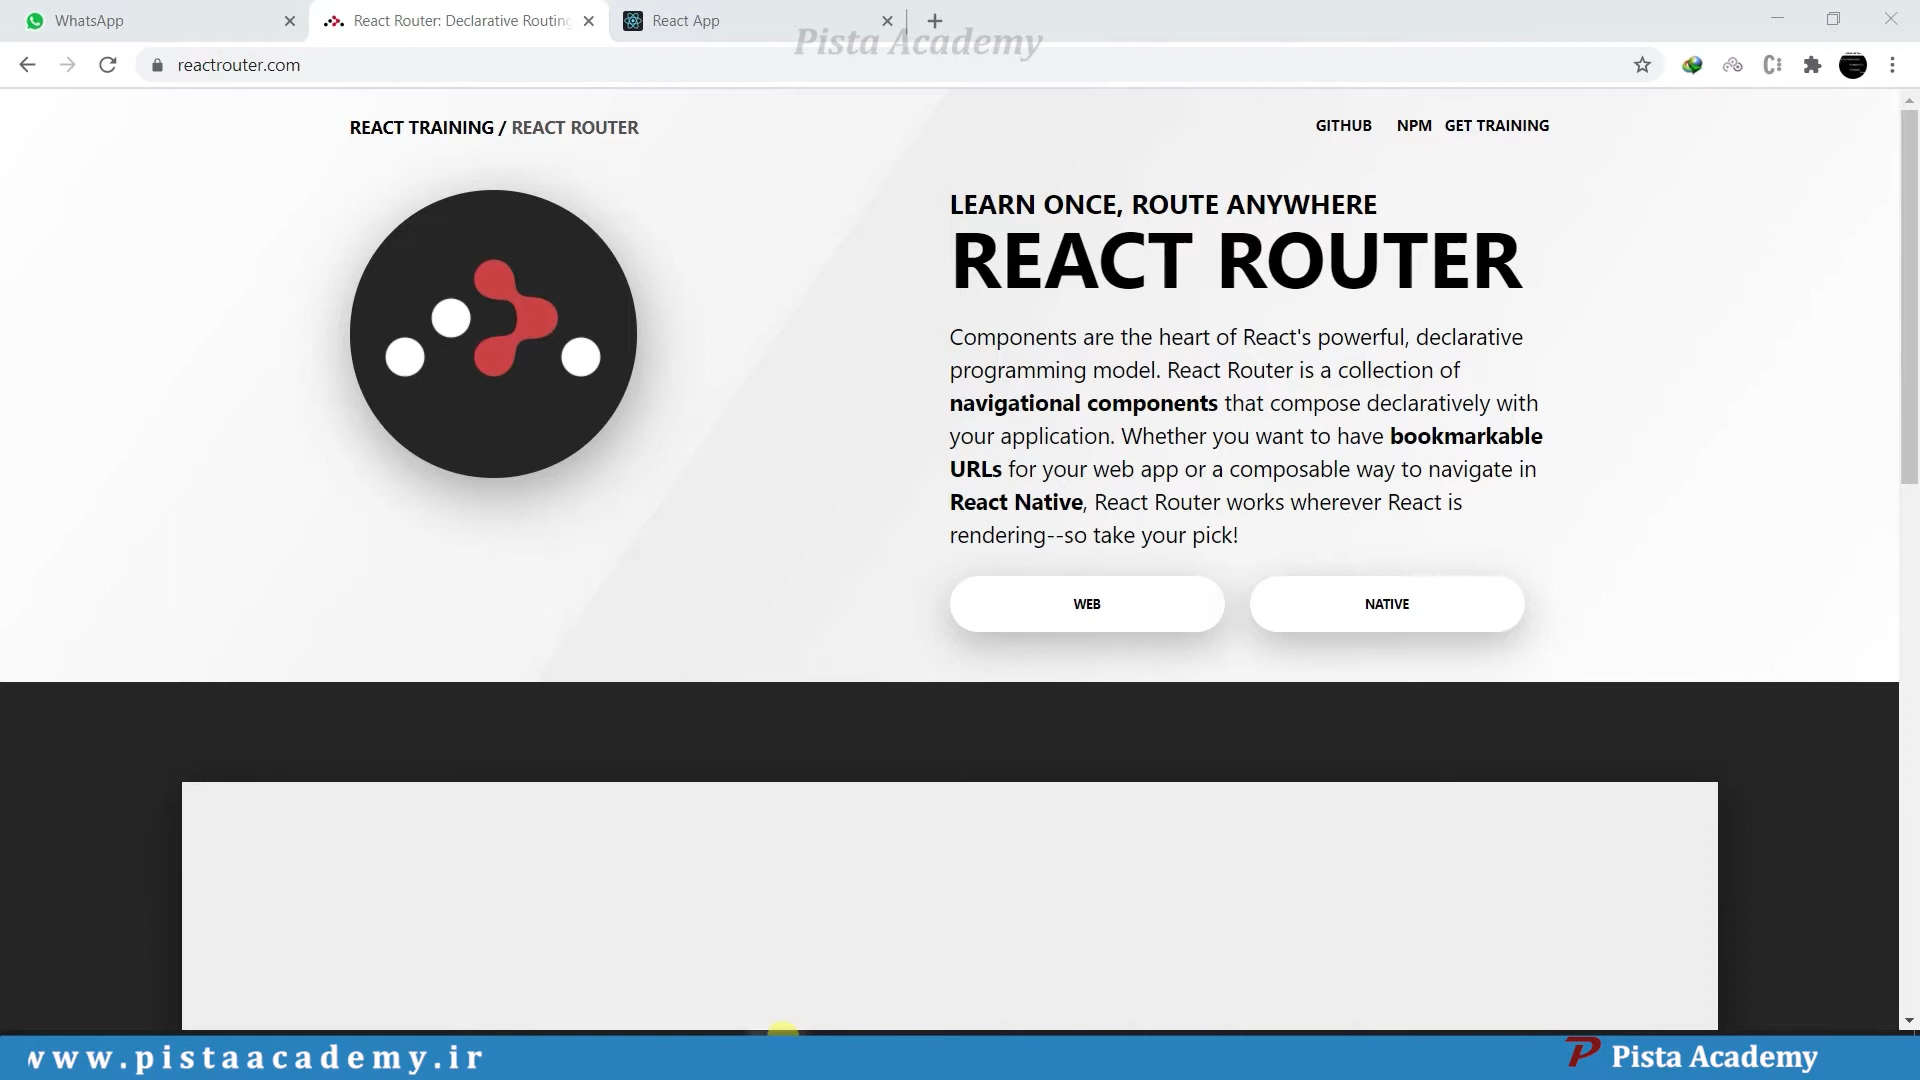 WhatsApp
React Router: Declarative Routing
React App
Pista Academy
reactrouter.com
REACT TRAINING / REACT ROUTER
GITHUB NPM GET TRAINING
LEARN ONCE, ROUTE ANYWHERE
REACT ROUTER
Components are the heart of React's powerful, declarative
programming model. React Router is a collection of
navigational components that compose declaratively with
your application. Whether you want to have bookmarkable
URLs for your web app or a composable way to navigate in
React Native, React Router works wherever React is
rendering--so take your pick!
WEB
NATIVE
www.pistaacademy.ir
Pista Academy